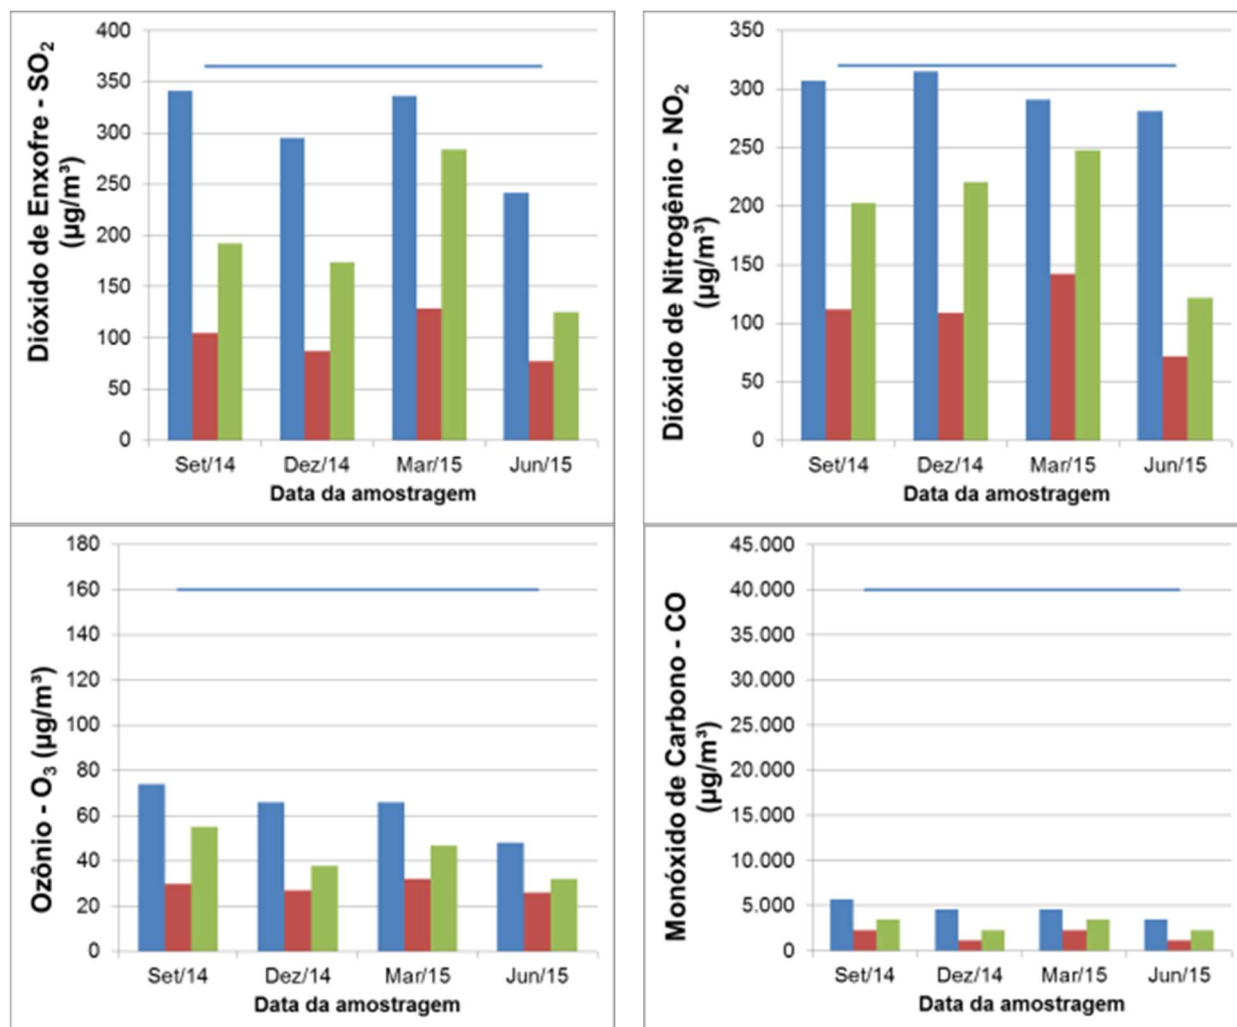 Dióxido de Enxofre - SO₂
(µg/m³)
400
350
300
250
200
150
100
50
0
Set/14 Dez/14 Mar/15 Jun/15
Data da amostragem
Dióxido de Nitrogênio - NO₂
(µg/m³)
350
300
250
200
150
100
50
0
Set/14 Dez/14 Mar/15 Jun/15
Data da amostragem
Ozônio - O₃ (µg/m³)
180
160
140
120
100
80
60
40
20
0
Set/14 Dez/14 Mar/15 Jun/15
Data da amostragem
Monóxido de Carbono - CO
(µg/m³)
45.000
40.000
35.000
30.000
25.000
20.000
15.000
10.000
5.000
0
Set/14 Dez/14 Mar/15 Jun/15
Data da amostragem